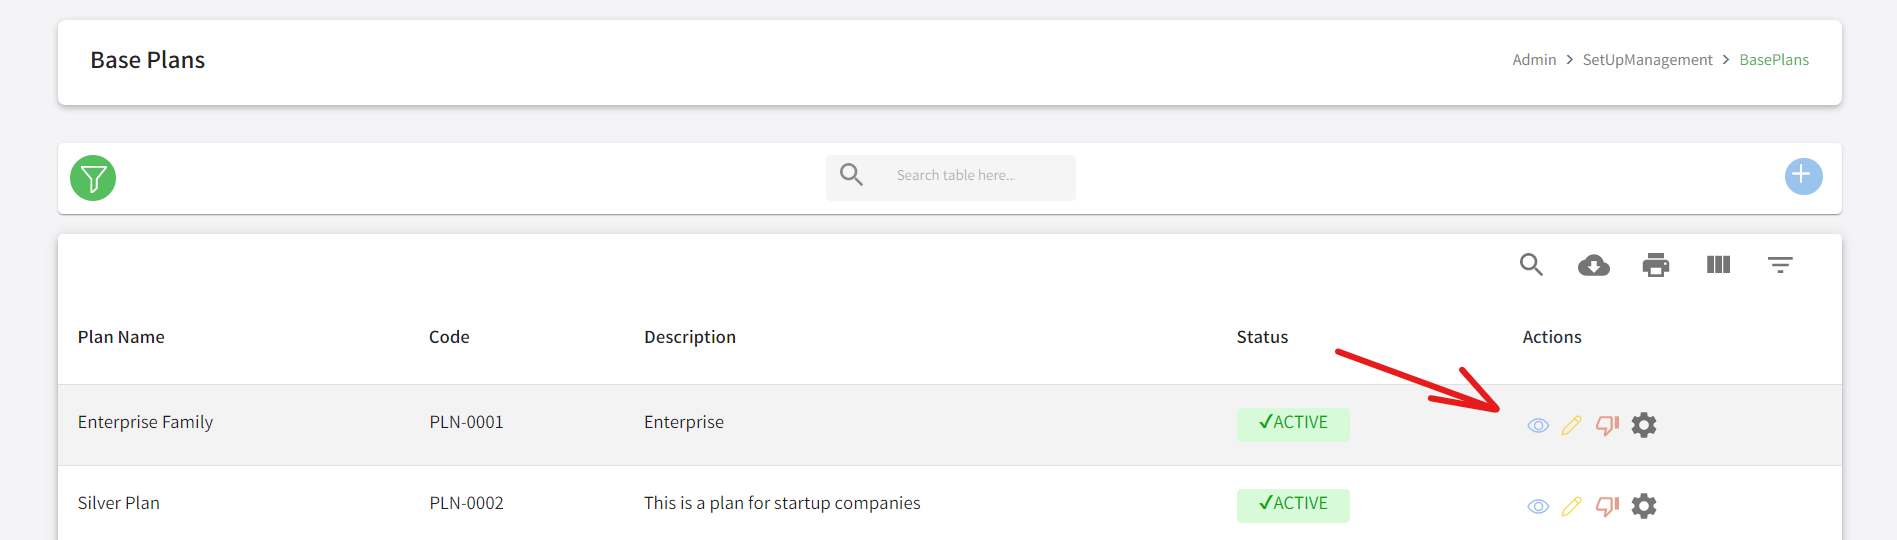 Base Plans
Admin > SetUpManagement > BasePlans
Search table here...
Plan Name Code Description Status Actions
Enterprise Family PLN-0001 Enterprise ✓ACTIVE
Silver Plan PLN-0002 This is a plan for startup companies ✓ACTIVE